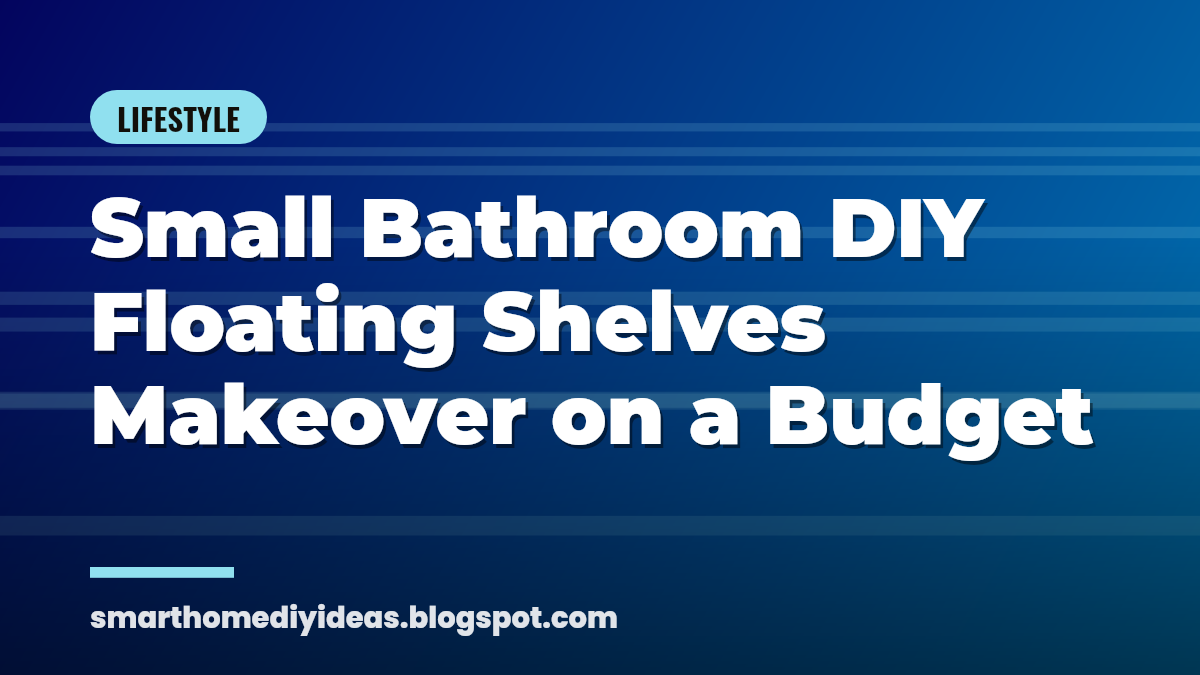 LIFESTYLE
Small Bathroom DIY
Floating Shelves
Makeover on a Budget
smarthomediyideas.blogspot.com